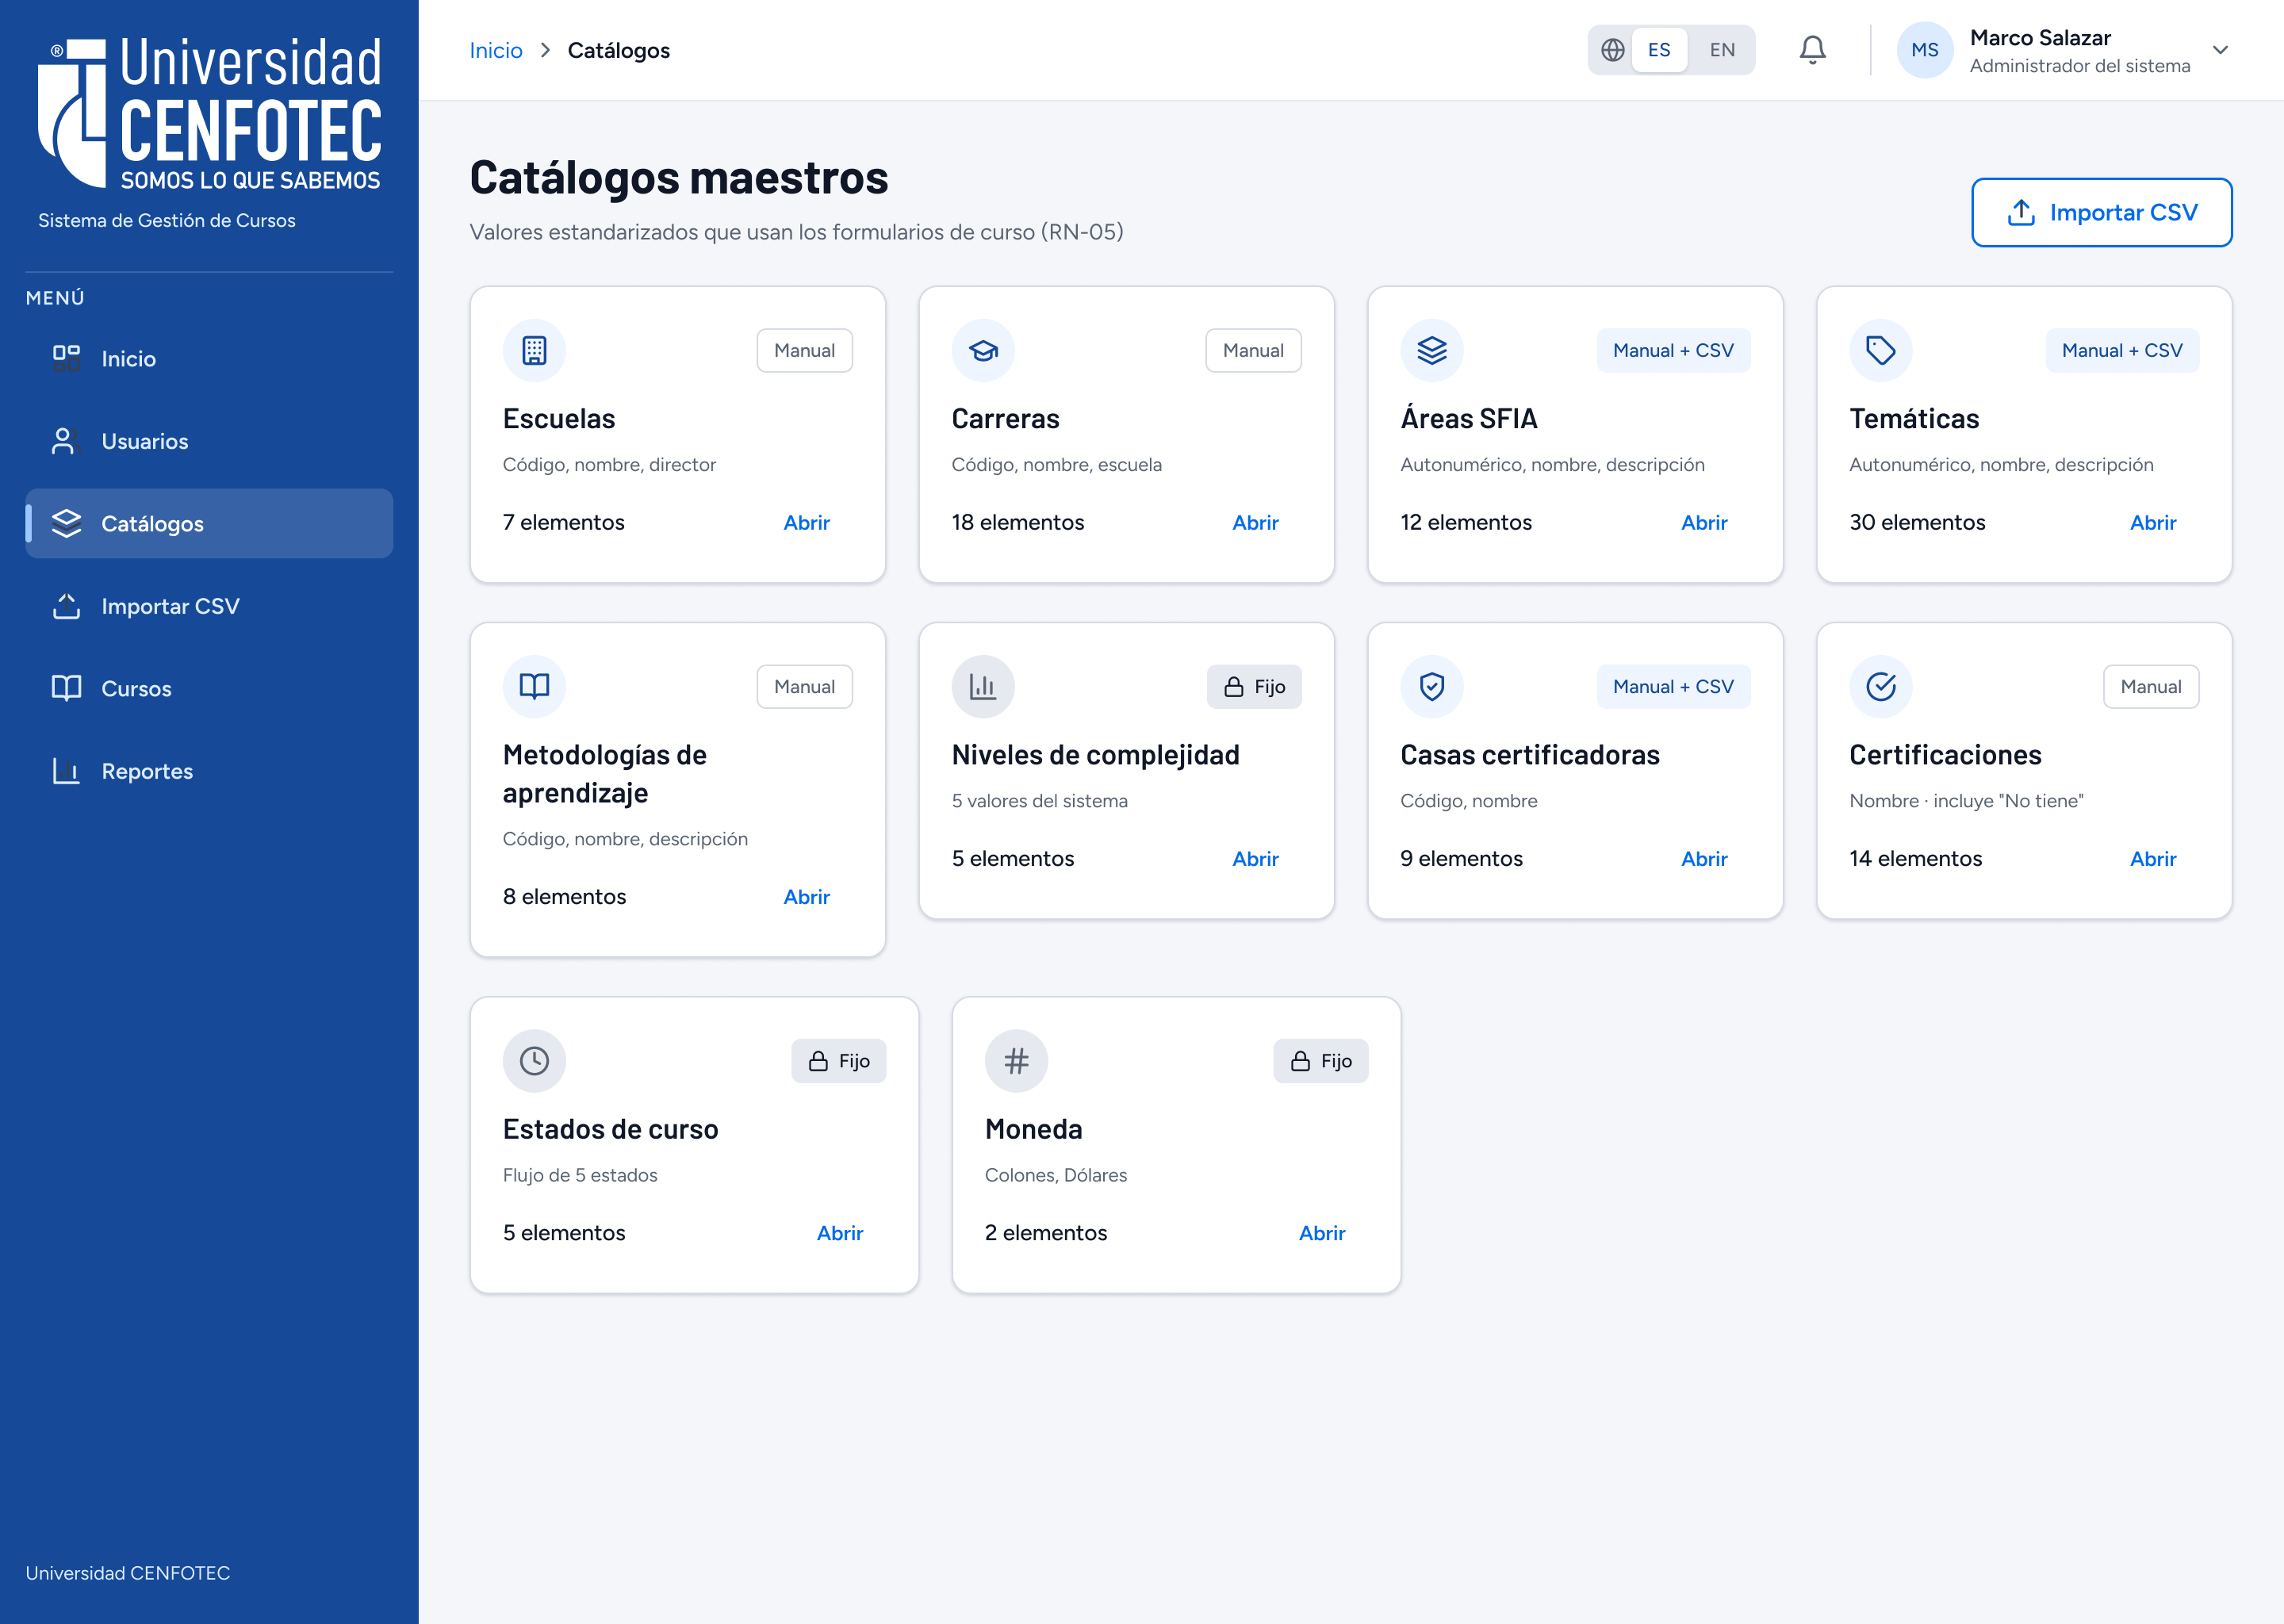 ® Universidad
CENFOTEC
SOMOS LO QUE SABEMOS
Sistema de Gestión de Cursos
MENÚ
Inicio
Usuarios
Catálogos
Importar CSV
Cursos
Reportes
Universidad CENFOTEC
Inicio > Catálogos
ES EN
MS
Marco Salazar
Administrador del sistema
Catálogos maestros
Valores estandarizados que usan los formularios de curso (RN-05)
Importar CSV
Manual
Escuelas
Código, nombre, director
7 elementos Abrir
Manual
Carreras
Código, nombre, escuela
18 elementos Abrir
Manual + CSV
Áreas SFIA
Autonumérico, nombre, descripción
12 elementos Abrir
Manual + CSV
Temáticas
Autonumérico, nombre, descripción
30 elementos Abrir
Manual
Metodologías de
aprendizaje
Código, nombre, descripción
8 elementos Abrir
Fijo
Niveles de complejidad
5 valores del sistema
5 elementos Abrir
Manual + CSV
Casas certificadoras
Código, nombre
9 elementos Abrir
Manual
Certificaciones
Nombre · incluye "No tiene"
14 elementos Abrir
Fijo
Estados de curso
Flujo de 5 estados
5 elementos Abrir
# Fijo
Moneda
Colones, Dólares
2 elementos Abrir